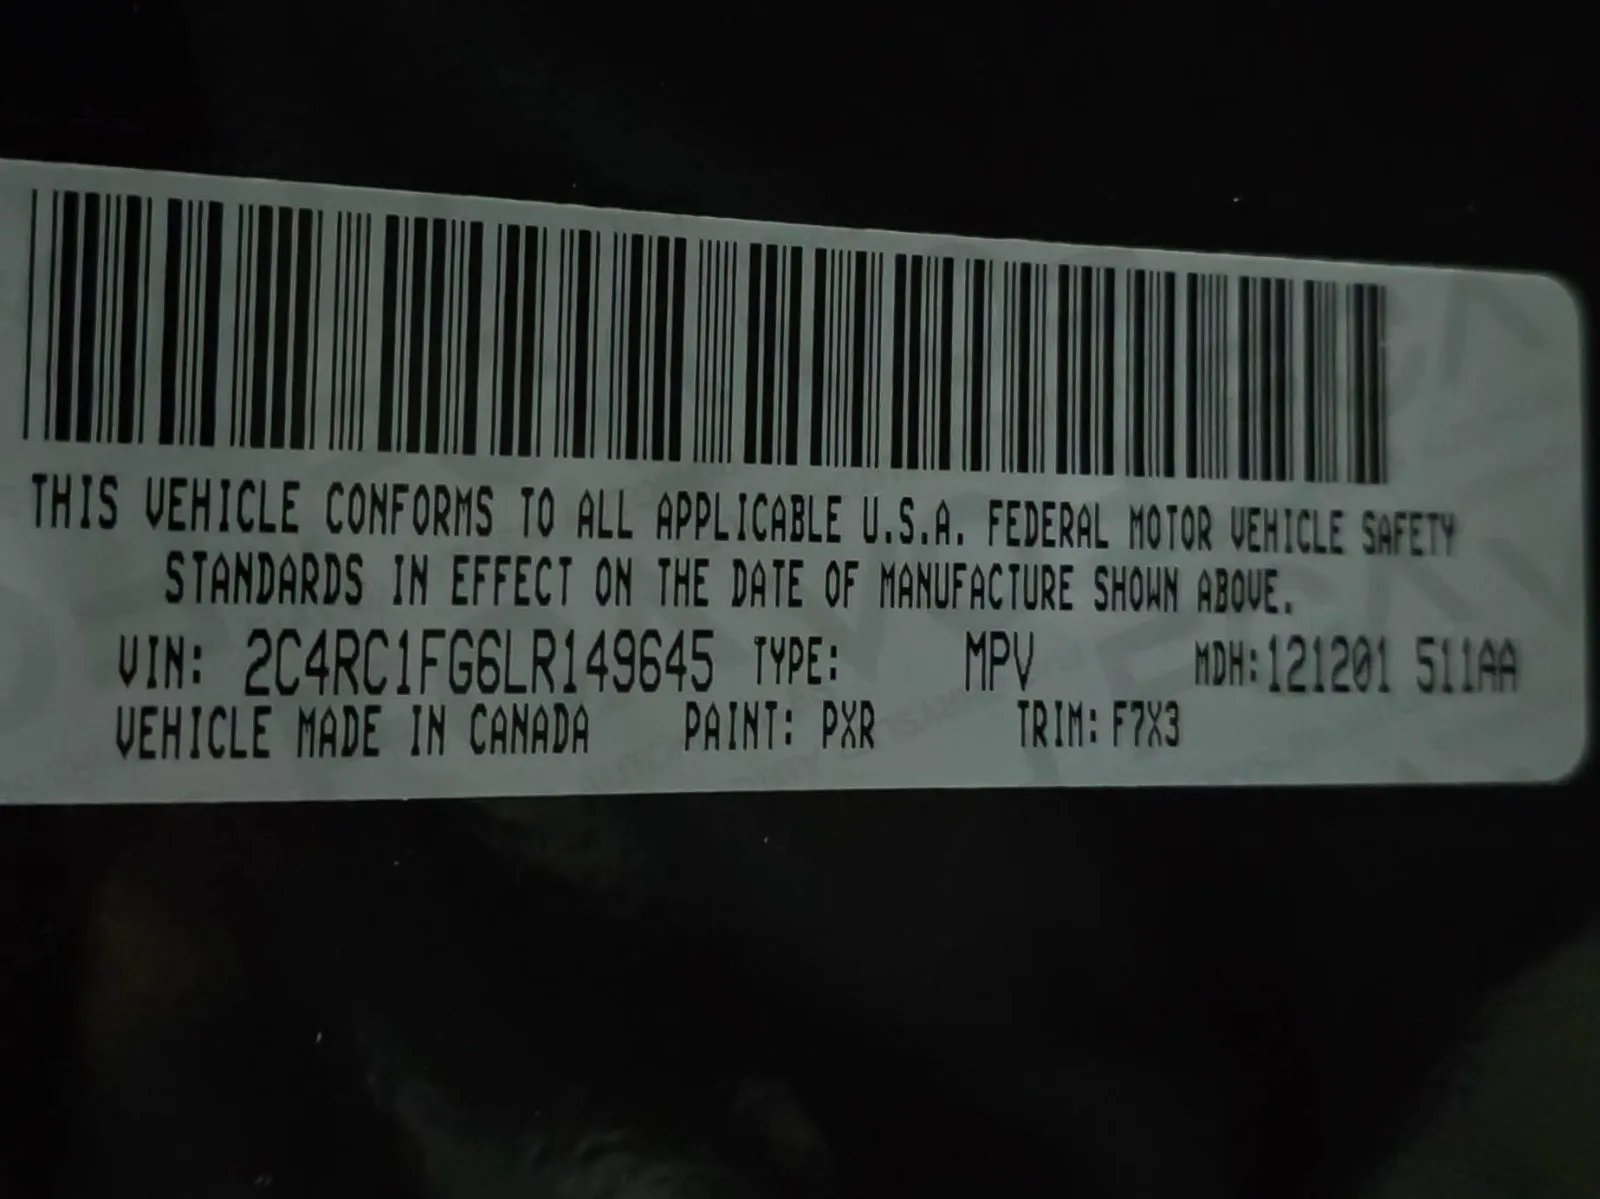 THIS VEHICLE CONFORMS TO ALL APPLICABLE U.S.A. FEDERAL MOTOR VEHICLE SAFETY
STANDARDS IN EFFECT ON THE DATE OF MANUFACTURE SHOWN ABOVE.
VIN: 2C4RC1FG6LR149645 TYPE: MPV MDH:121201 511AA
VEHICLE MADE IN CANADA PAINT: PXR TRIM: F7X3